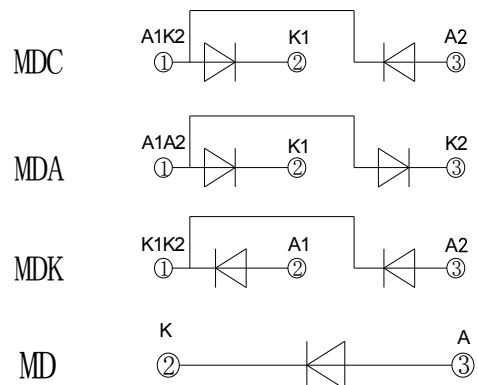 A1K2 K1 A2
MDC ① ② ③
A1A2 K1 K2
MDA ① ② ③
K1K2 A1 A2
MDK ① ② ③
K A
MD ② ③